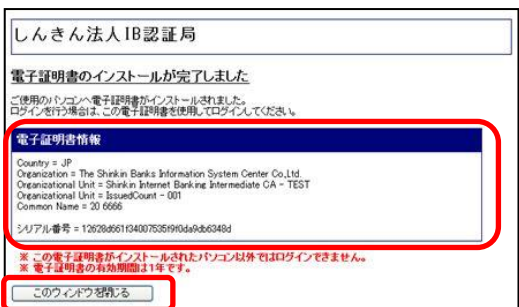 しんきん法人IB認証局
電子証明書のインストールが完了しました
ご使用のパソコンへ電子証明書がインストールされました。
ログインを行う場合は、この電子証明書を使用してログインしてください。
電子証明書情報
Country = JP
Organization = The Shinkin Banks Information System Center Co.,Ltd.
Organizational Unit = Shinkin Internet Banking Intermediate CA - TEST
Organizational Unit = IssuedCount - 001
Common Name = 20 6666
シリアル番号 = 12628d661f34007535f9f0da9db6348d
※ この電子証明書がインストールされたパソコン以外ではログインできません。
※ 電子証明書の有効期間は1年です。
このウィンドウを閉じる